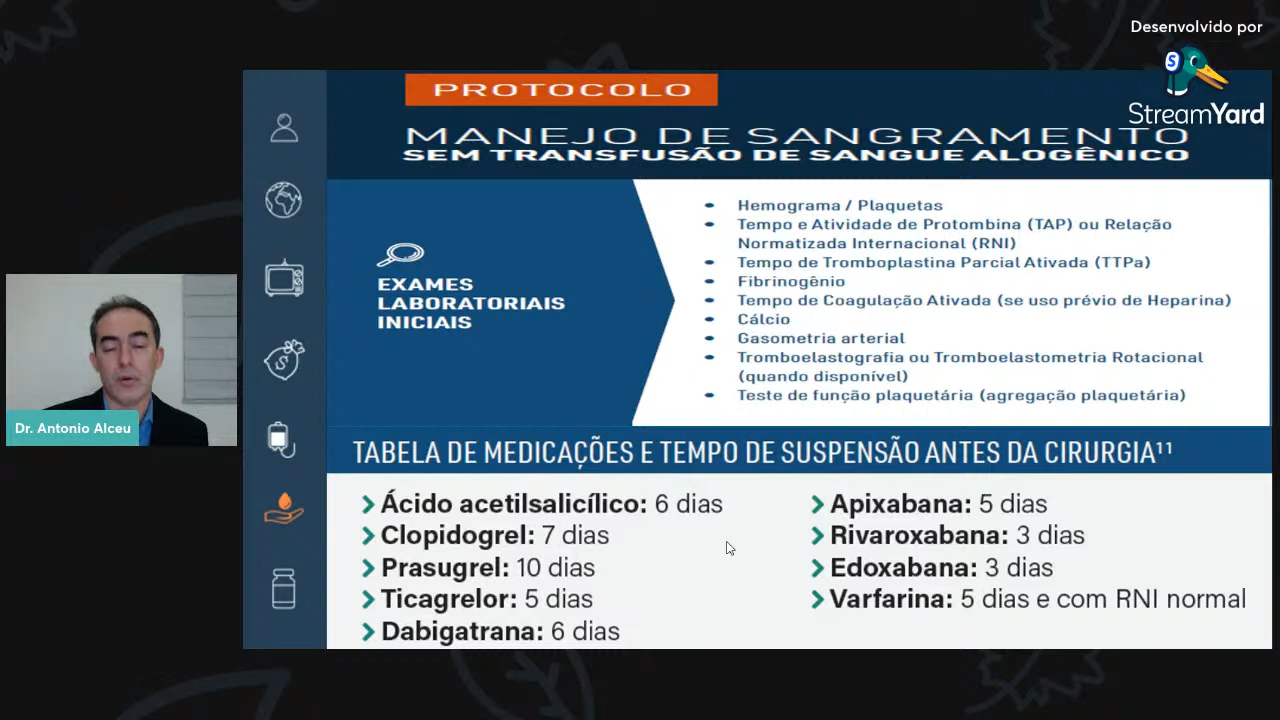 Desenvolvido por
StreamYard
PROTOCOLO
MANEJO DE SANGRAMENTO
SEM TRANSFUSÃO DE SANGUE ALOGÊNICO
EXAMES
LABORATORIAIS
INICIAIS
• Hemograma / Plaquetas
• Tempo e Atividade de Protombina (TAP) ou Relação
Normatizada Internacional (RNI)
• Tempo de Tromboplastina Parcial Ativada (TTPa)
• Fibrinogênio
• Tempo de Coagulação Ativada (se uso prévio de Heparina)
• Cálcio
• Gasometria arterial
• Tromboelastografia ou Tromboelastometria Rotacional
(quando disponível)
• Teste de função plaquetária (agregação plaquetária)
Dr. Antonio Alceu
TABELA DE MEDICAÇÕES E TEMPO DE SUSPENSÃO ANTES DA CIRURGIA¹¹
Ácido acetilsalicílico: 6 dias
Clopidogrel: 7 dias
Prasugrel: 10 dias
Ticagrelor: 5 dias
Dabigatrana: 6 dias
Apixabana: 5 dias
Rivaroxabana: 3 dias
Edoxabana: 3 dias
Varfarina: 5 dias e com RNI normal